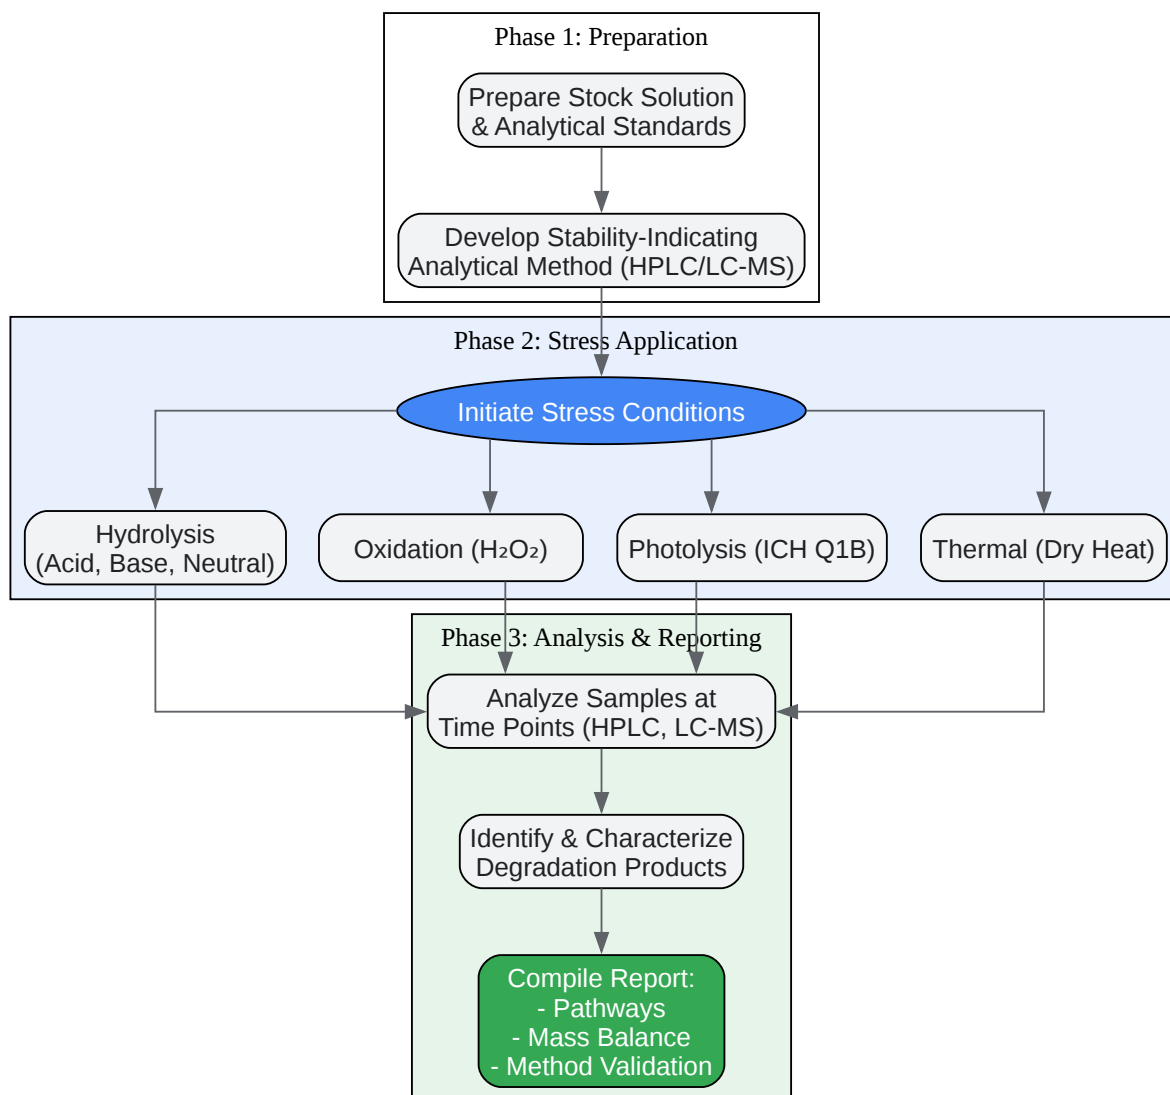 Phase 1: Preparation
Prepare Stock Solution
& Analytical Standards
Develop Stability-Indicating
Analytical Method (HPLC/LC-MS)
Phase 2: Stress Application
Initiate Stress Conditions
Hydrolysis
(Acid, Base, Neutral)
Oxidation (H₂O₂)
Photolysis (ICH Q1B)
Thermal (Dry Heat)
Phase 3: Analysis & Reporting
Analyze Samples at
Time Points (HPLC, LC-MS)
Identify & Characterize
Degradation Products
Compile Report:
- Pathways
- Mass Balance
- Method Validation